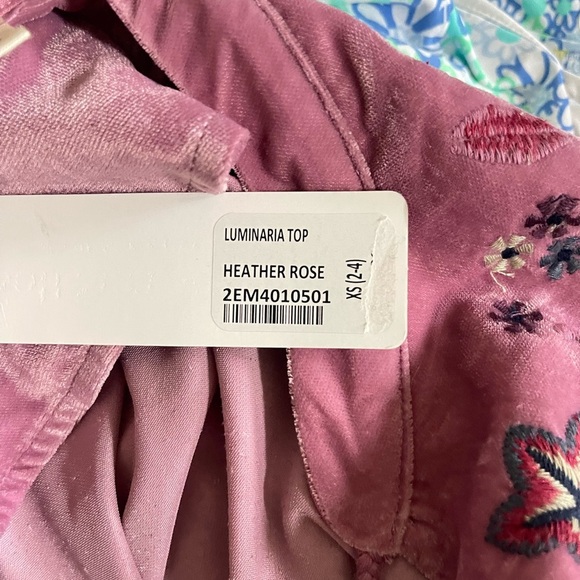 LUMINARIA TOP
HEATHER ROSE
2EM4010501
XS (2-4)